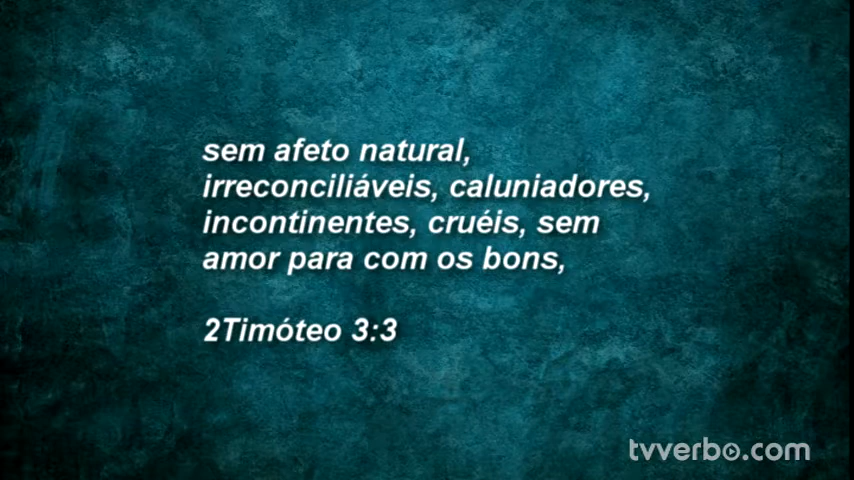 sem afeto natural,
irreconciliáveis, caluniadores,
incontinentes, cruéis, sem
amor para com os bons,
2Timóteo 3:3
tvverbo.com